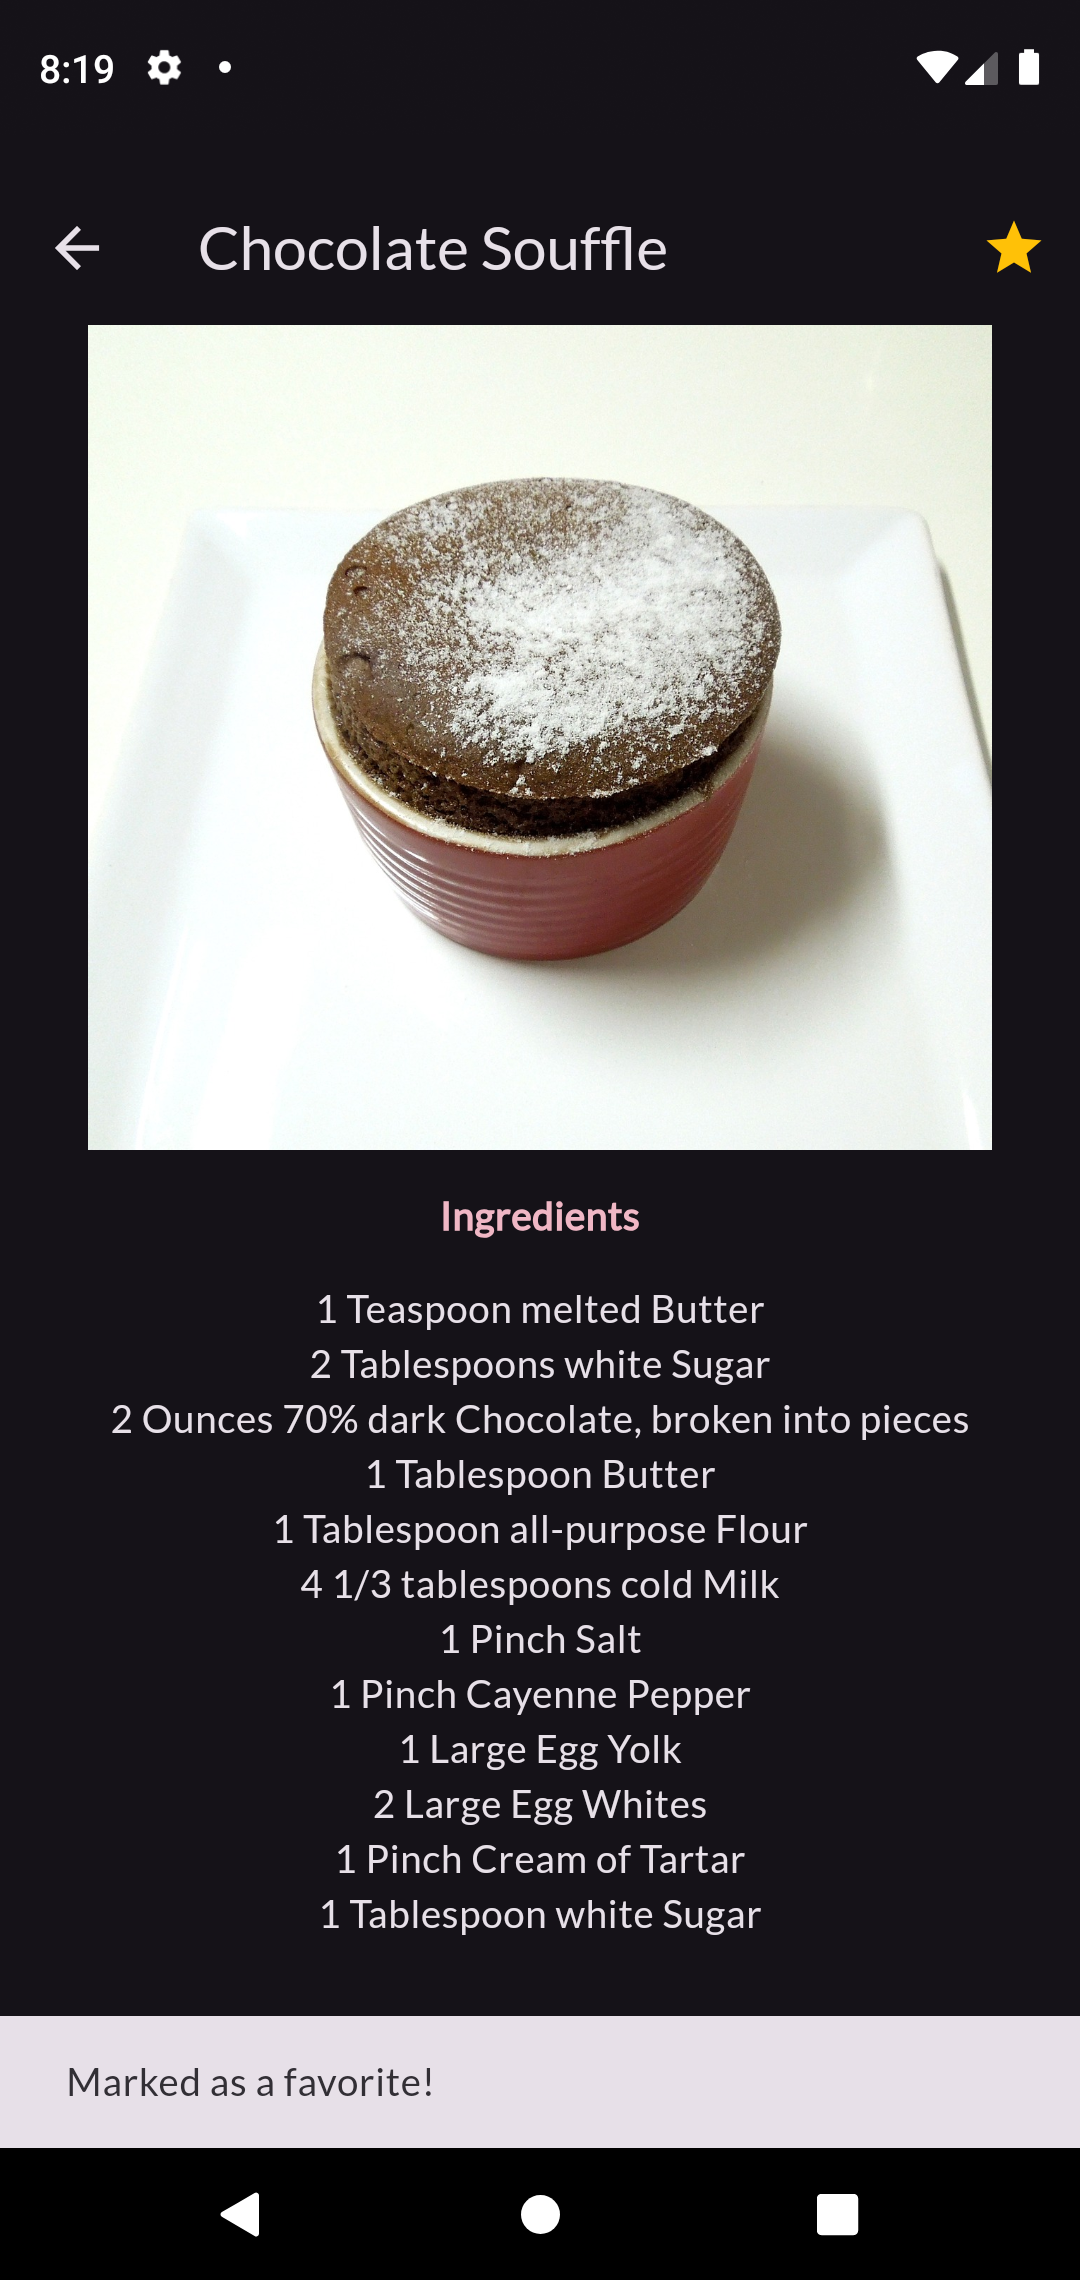 8:19
Chocolate Souffle
Ingredients
1 Teaspoon melted Butter
2 Tablespoons white Sugar
2 Ounces 70% dark Chocolate, broken into pieces
1 Tablespoon Butter
1 Tablespoon all-purpose Flour
4 1/3 tablespoons cold Milk
1 Pinch Salt
1 Pinch Cayenne Pepper
1 Large Egg Yolk
2 Large Egg Whites
1 Pinch Cream of Tartar
1 Tablespoon white Sugar
Marked as a favorite!